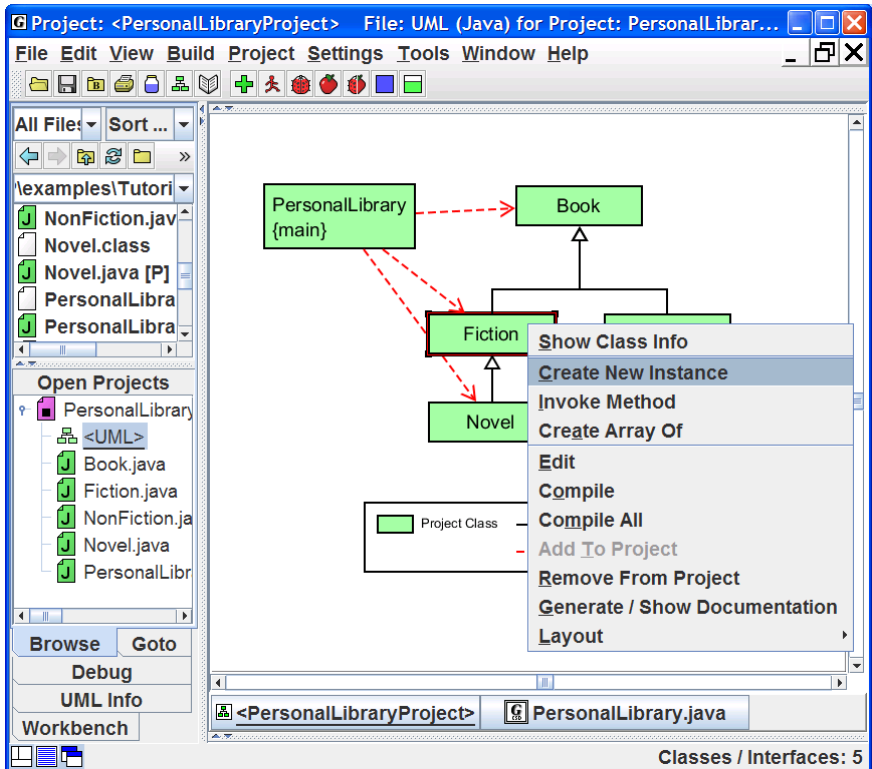 Project: <PersonalLibraryProject> File: UML (Java) for Project: PersonalLibrar...
File Edit View Build Project Settings Tools Window Help
All Files Sort ...
\examples\Tutori
NonFiction.jav
Novel.class
Novel.java [P]
PersonalLibra
PersonalLibra
Open Projects
PersonalLibrary
<UML>
Book.java
Fiction.java
NonFiction.ja
Novel.java
PersonalLibr
Browse Goto
Debug
UML Info
Workbench
PersonalLibrary
{main}
Book
Fiction
Novel
Project Class
Show Class Info
Create New Instance
Invoke Method
Create Array Of
Edit
Compile
Compile All
Add To Project
Remove From Project
Generate / Show Documentation
Layout
<PersonalLibraryProject> PersonalLibrary.java
Classes / Interfaces: 5